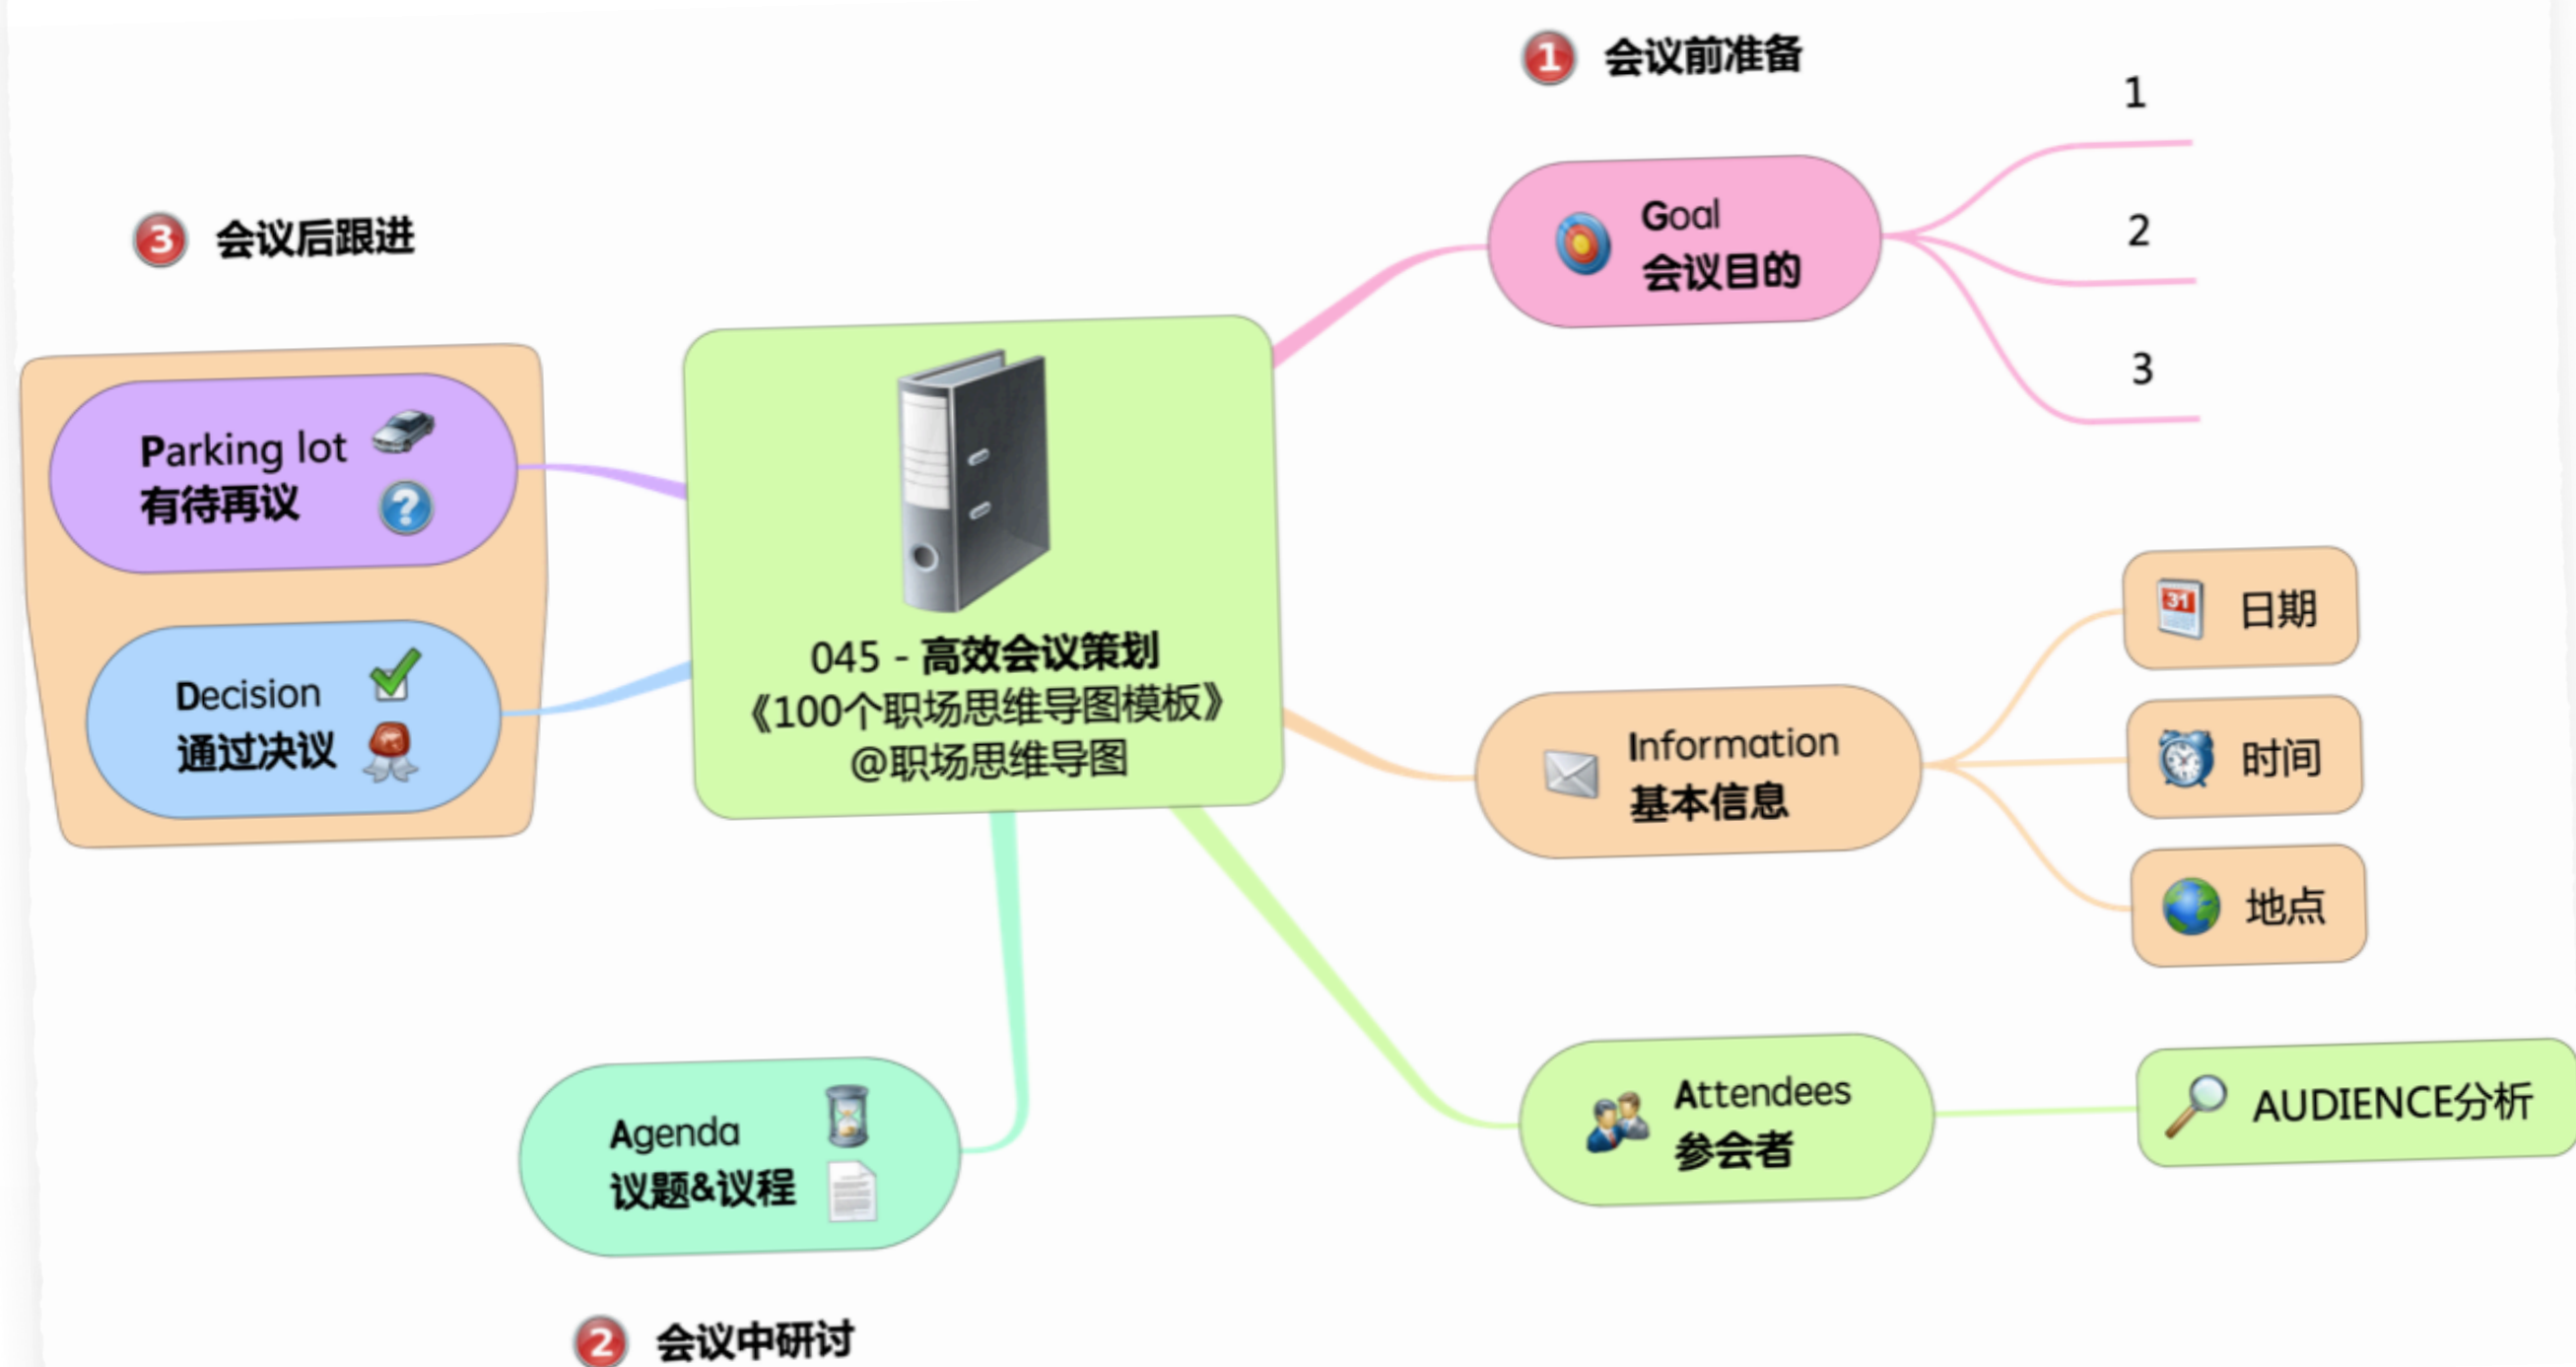 1 会议前准备
Goal
会议目的
1
2
3
Information
基本信息
31
日期
时间
地点
Attendees
参会者
AUDIENCE分析
045 - 高效会议策划
《100个职场思维导图模板》
@职场思维导图
2 会议中研讨
Agenda
议题&议程
3 会议后跟进
Parking lot
有待再议
?
Decision
通过决议